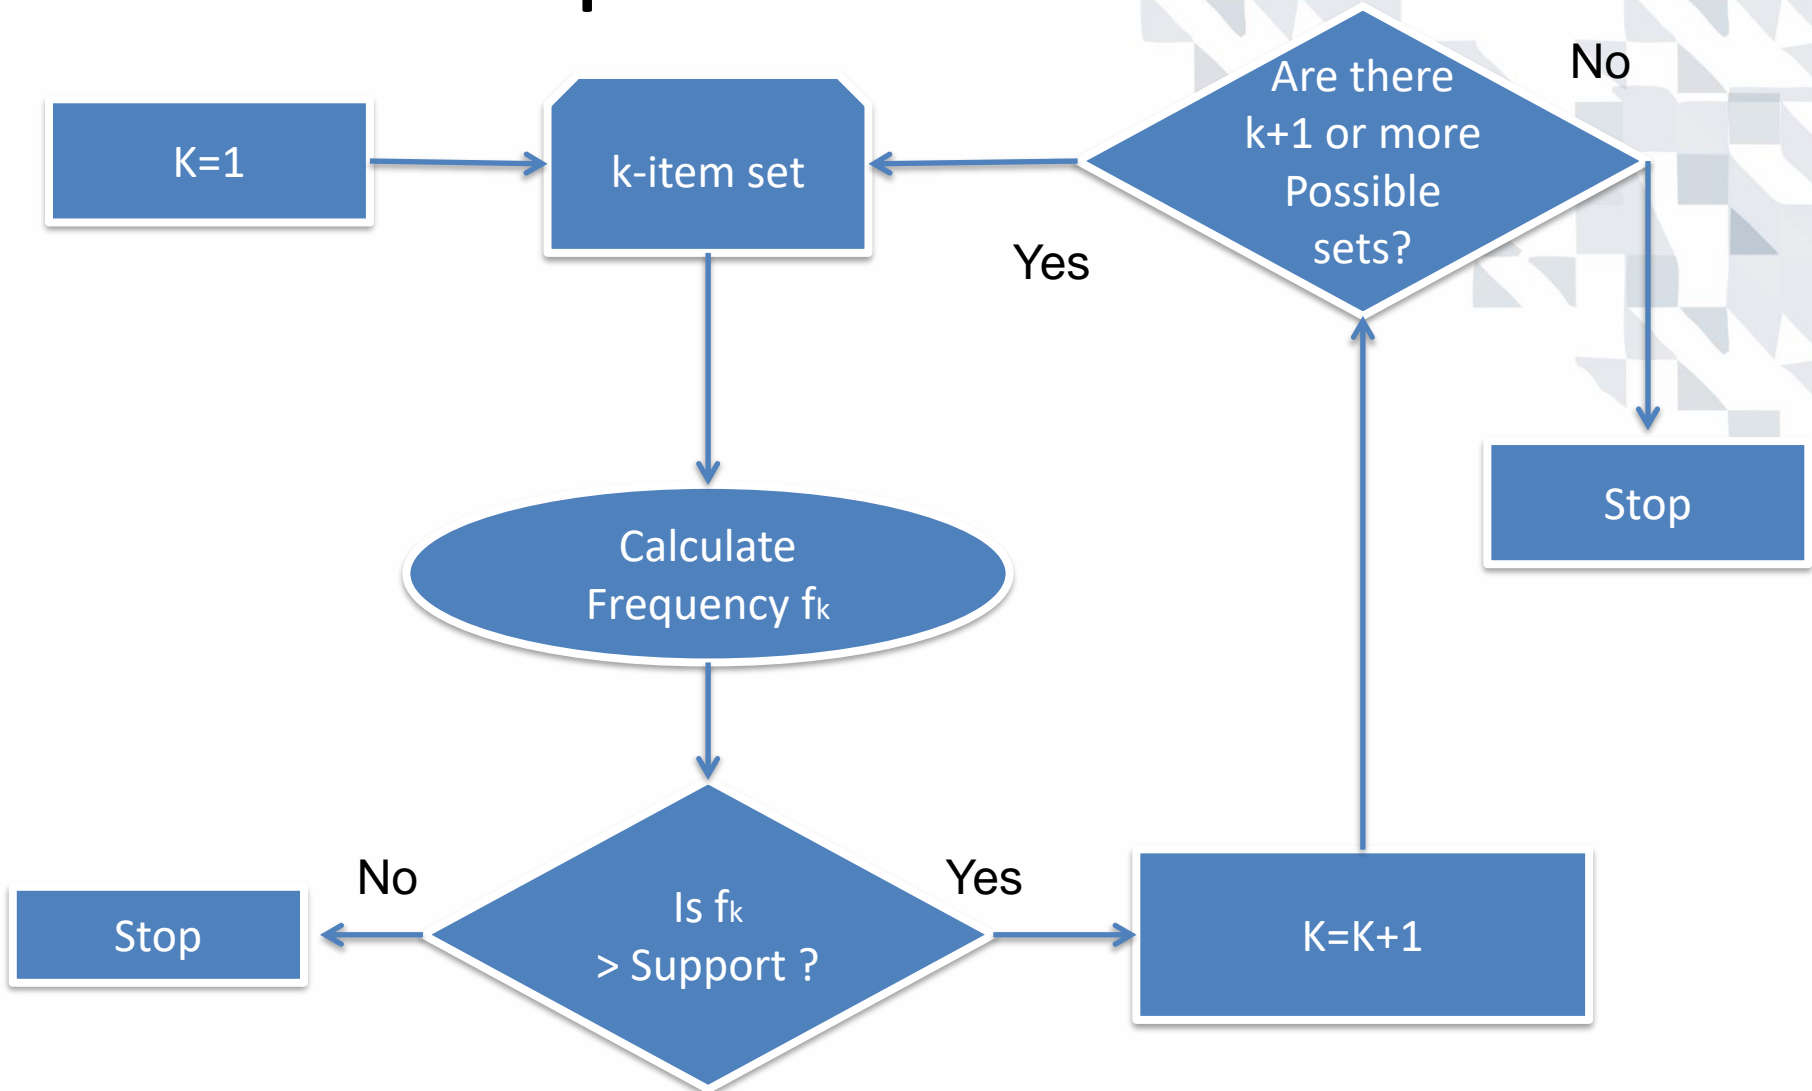 K=1
k-item set
Are there
k+1 or more
Possible
sets?
No
Yes
Stop
Calculate
Frequency fk
Is fk
> Support ?
No
Yes
Stop
K=K+1